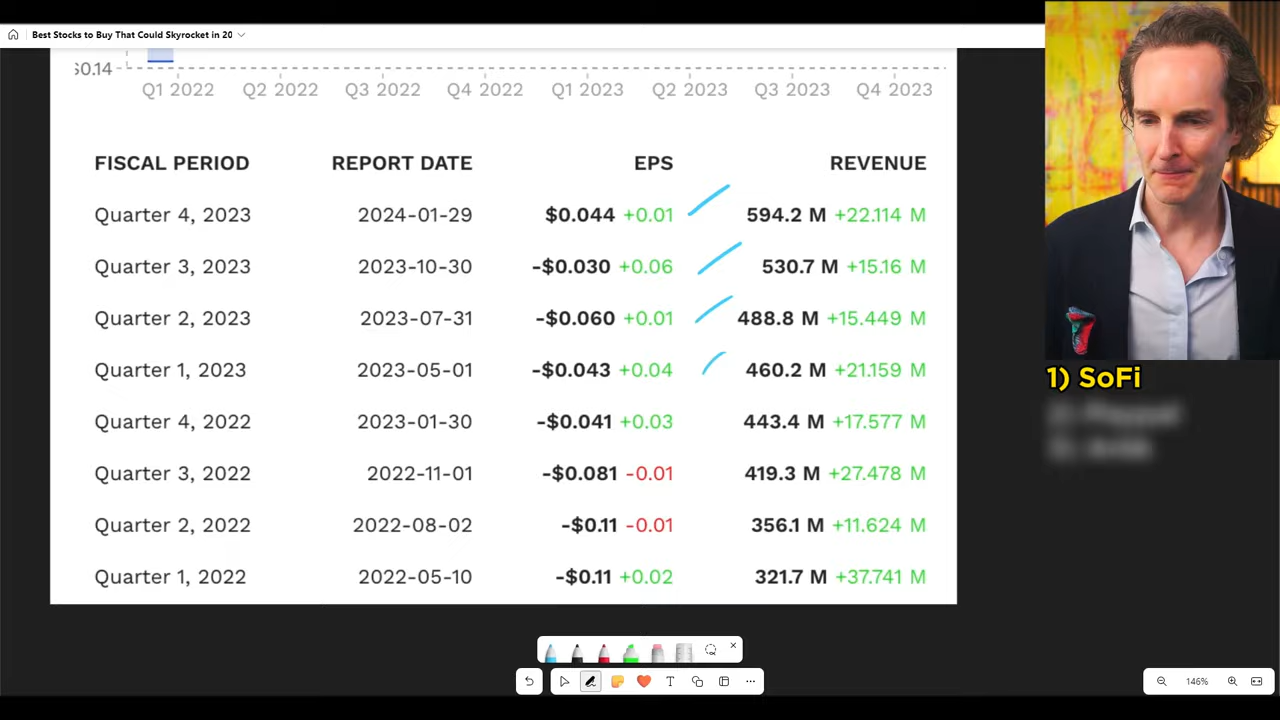 Best Stocks to Buy That Could Skyrocket in 20
$0.14
Q1 2022 Q2 2022 Q3 2022 Q4 2022 Q1 2023 Q2 2023 Q3 2023 Q4 2023
FISCAL PERIOD REPORT DATE EPS REVENUE
Quarter 4, 2023 2024-01-29 $0.044 +0.01 594.2 M +22.114 M
Quarter 3, 2023 2023-10-30 -$0.030 +0.06 530.7 M +15.16 M
Quarter 2, 2023 2023-07-31 -$0.060 +0.01 488.8 M +15.449 M
Quarter 1, 2023 2023-05-01 -$0.043 +0.04 460.2 M +21.159 M
Quarter 4, 2022 2023-01-30 -$0.041 +0.03 443.4 M +17.577 M
Quarter 3, 2022 2022-11-01 -$0.081 -0.01 419.3 M +27.478 M
Quarter 2, 2022 2022-08-02 -$0.11 -0.01 356.1 M +11.624 M
Quarter 1, 2022 2022-05-10 -$0.11 +0.02 321.7 M +37.741 M
1) SoFi
T
146%